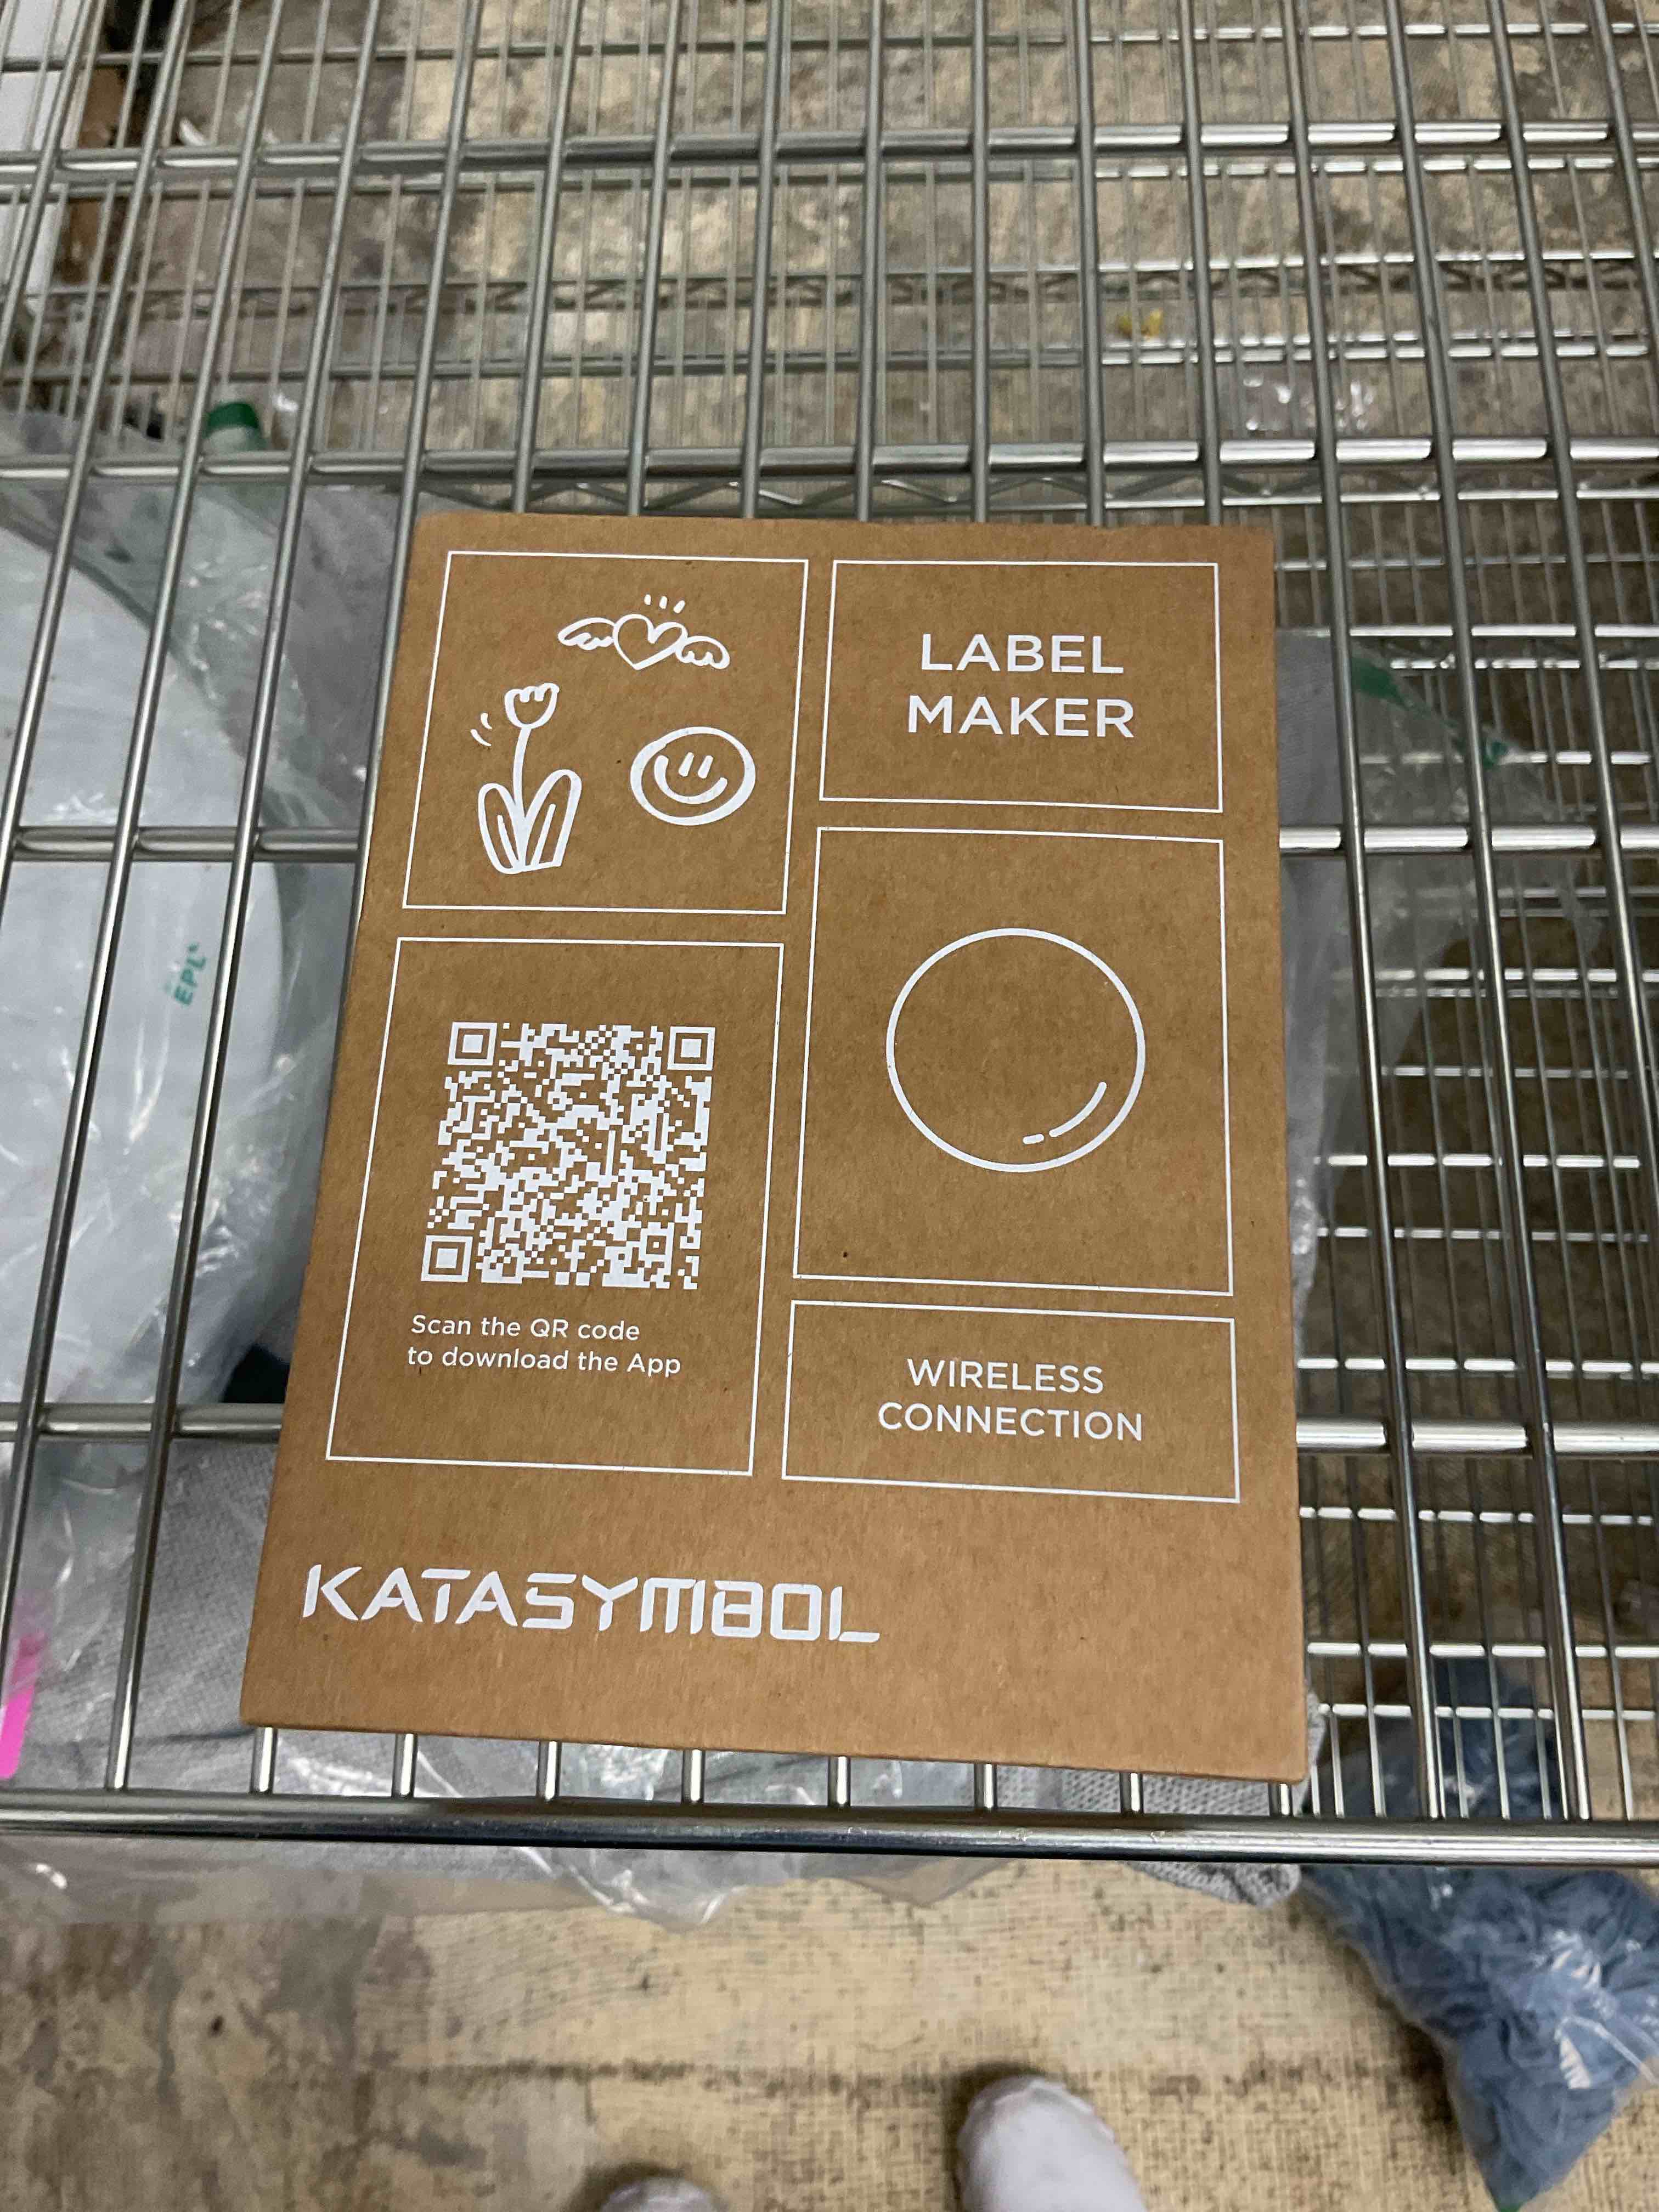 LABEL
MAKER
Scan the QR code
to download the App
WIRELESS
CONNECTION
KATASYMBOL